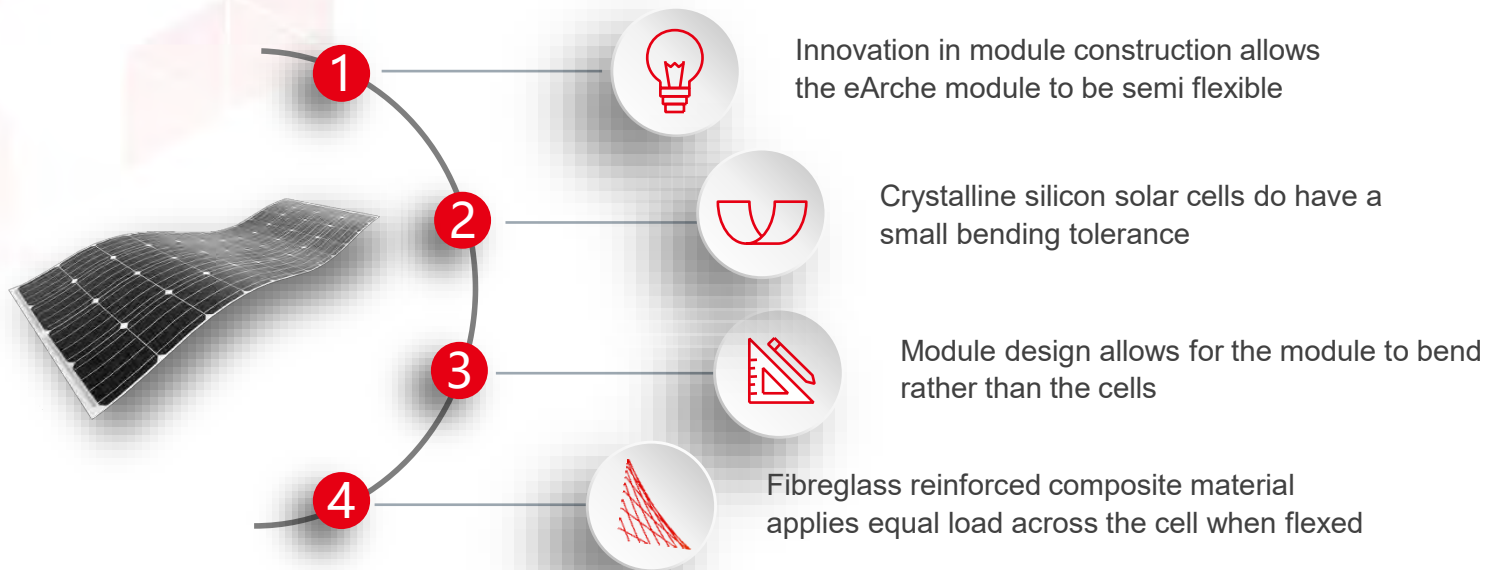 1
Innovation in module construction allows
the eArche module to be semi flexible
2
Crystalline silicon solar cells do have a
small bending tolerance
3
Module design allows for the module to bend
rather than the cells
4
Fibreglass reinforced composite material
applies equal load across the cell when flexed